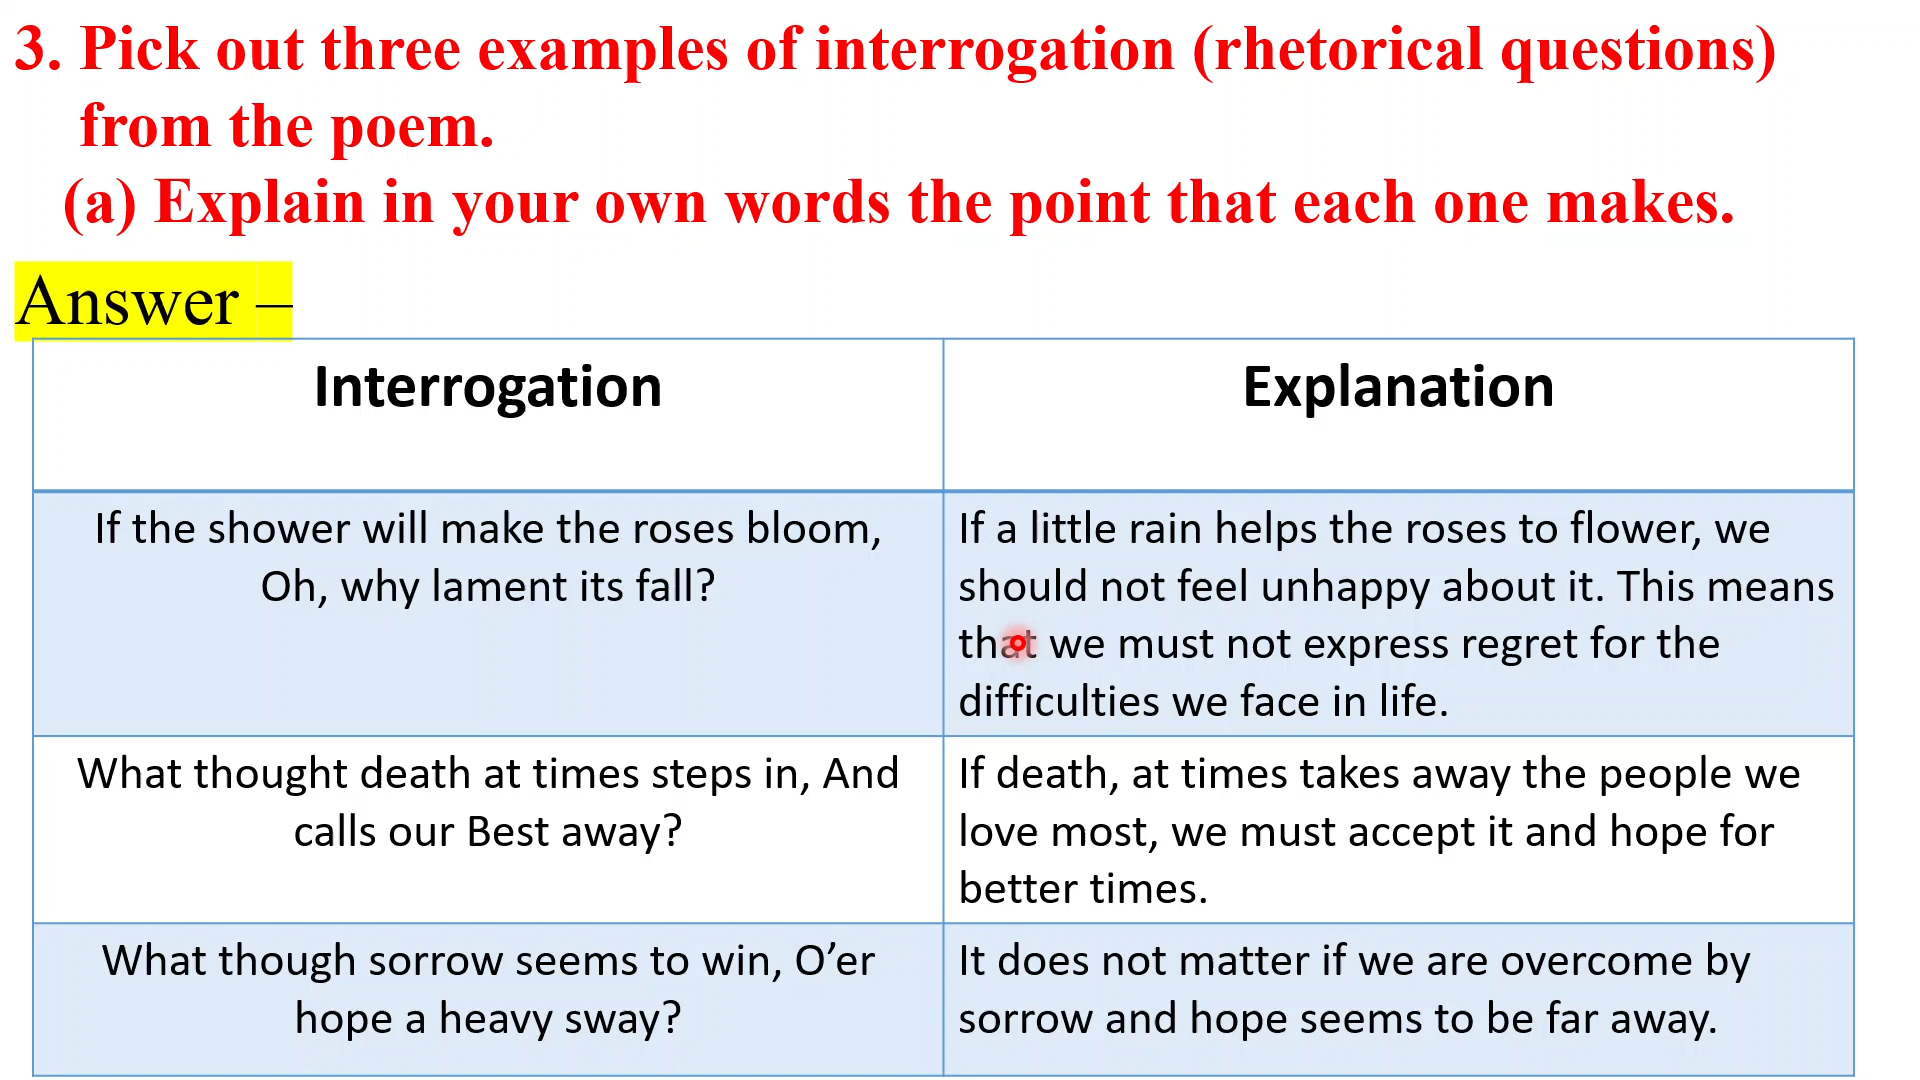 3. Pick out three examples of interrogation (rhetorical questions)
from the poem.
(a) Explain in your own words the point that each one makes.
Answer –
Interrogation
Explanation
If the shower will make the roses bloom,
Oh, why lament its fall?
If a little rain helps the roses to flower, we
should not feel unhappy about it. This means
that we must not express regret for the
difficulties we face in life.
What thought death at times steps in, And
calls our Best away?
If death, at times takes away the people we
love most, we must accept it and hope for
better times.
What though sorrow seems to win, O’er
hope a heavy sway?
It does not matter if we are overcome by
sorrow and hope seems to be far away.